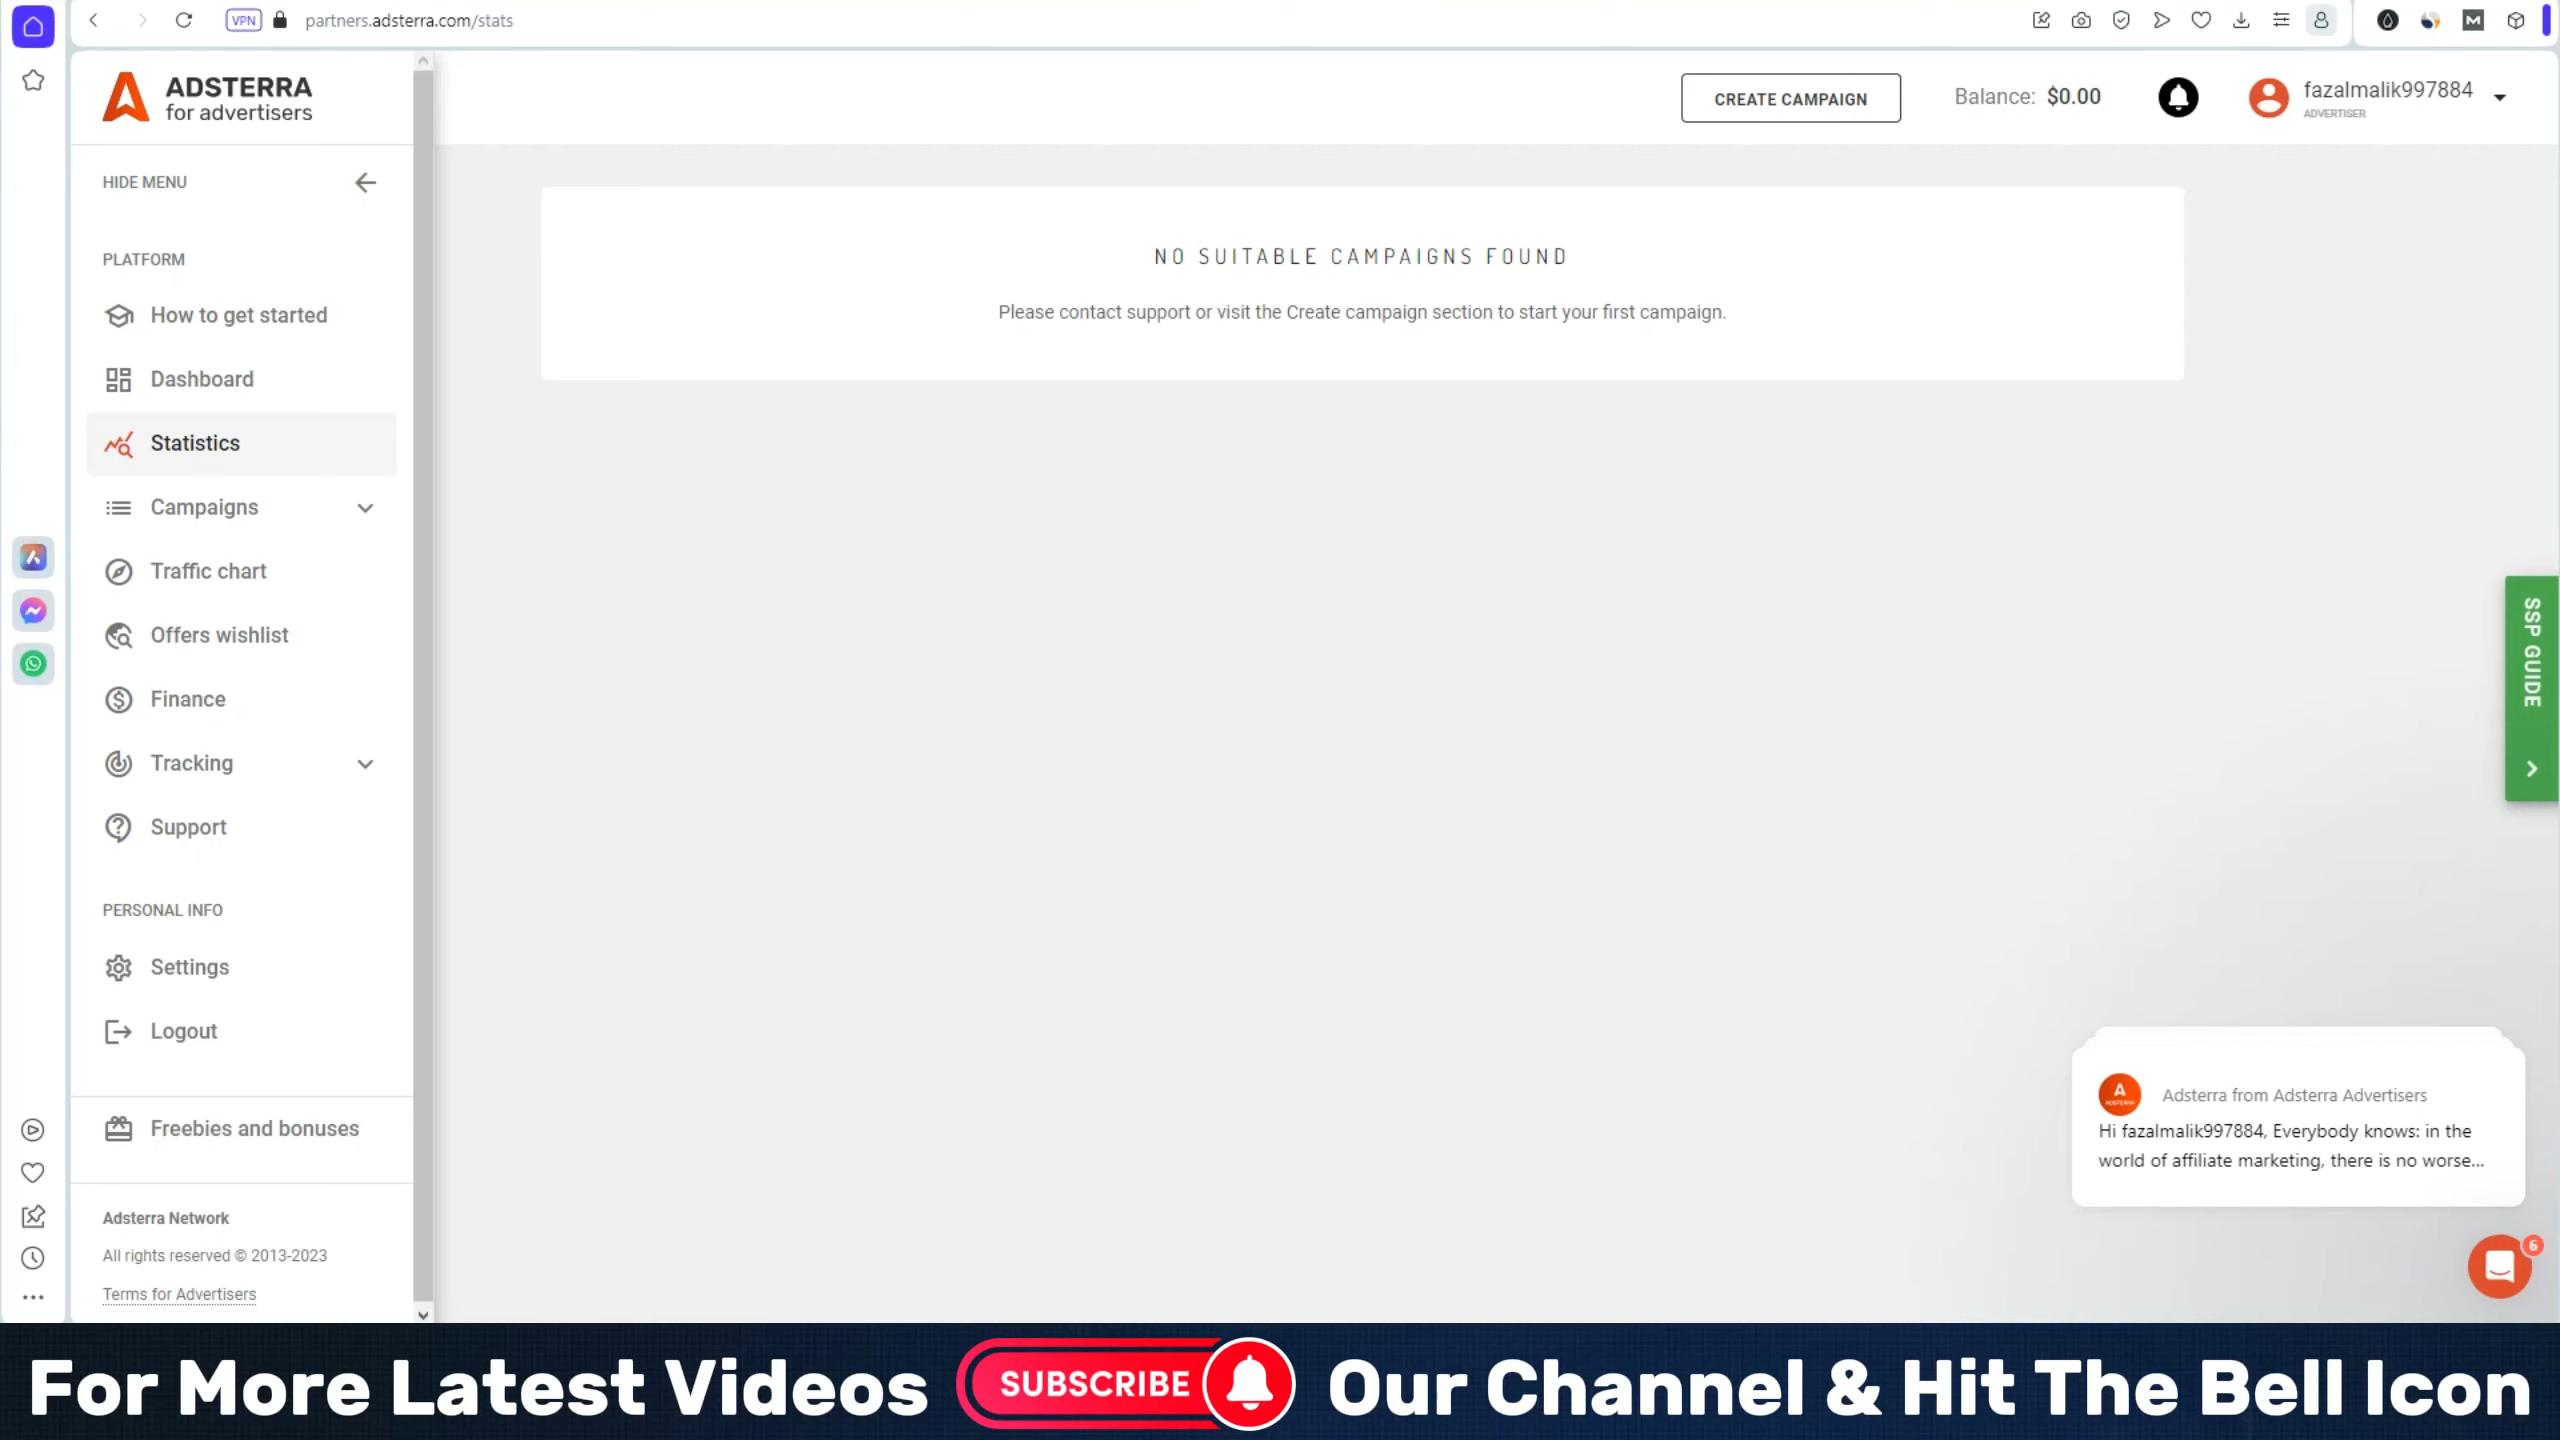 VPN
partners.adsterra.com/stats
ADSTERRA
for advertisers
CREATE CAMPAIGN
Balance: $0.00
fazalmalik997884
ADVERTISER
HIDE MENU
PLATFORM
How to get started
Dashboard
Statistics
Campaigns
Traffic chart
Offers wishlist
Finance
Tracking
Support
PERSONAL INFO
Settings
Logout
Freebies and bonuses
Adsterra Network
All rights reserved © 2013-2023
Terms for Advertisers
NO SUITABLE CAMPAIGNS FOUND
Please contact support or visit the Create campaign section to start your first campaign.
SSP GUIDE
Adsterra from Adsterra Advertisers
Hi fazalmalik997884, Everybody knows: in the
world of affiliate marketing, there is no worse...
6
For More Latest Videos SUBSCRIBE Our Channel & Hit The Bell Icon